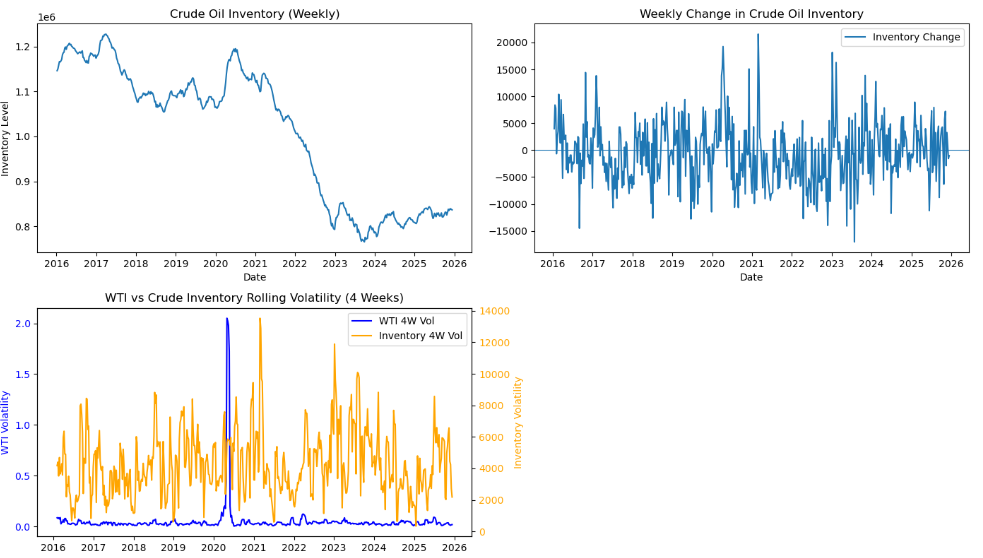 Crude Oil Inventory (Weekly)
1e6
1.2
1.1
1.0
0.9
0.8
Inventory Level
2016 2017 2018 2019 2020 2021 2022 2023 2024 2025 2026
Date
Weekly Change in Crude Oil Inventory
Inventory Change
20000
15000
10000
5000
0
−5000
−10000
−15000
2016 2017 2018 2019 2020 2021 2022 2023 2024 2025 2026
Date
WTI vs Crude Inventory Rolling Volatility (4 Weeks)
WTI 4W Vol
Inventory 4W Vol
2.0
1.5
1.0
0.5
0.0
WTI Volatility
14000
12000
10000
8000
6000
4000
2000
0
Inventory Volatility
2016 2017 2018 2019 2020 2021 2022 2023 2024 2025 2026